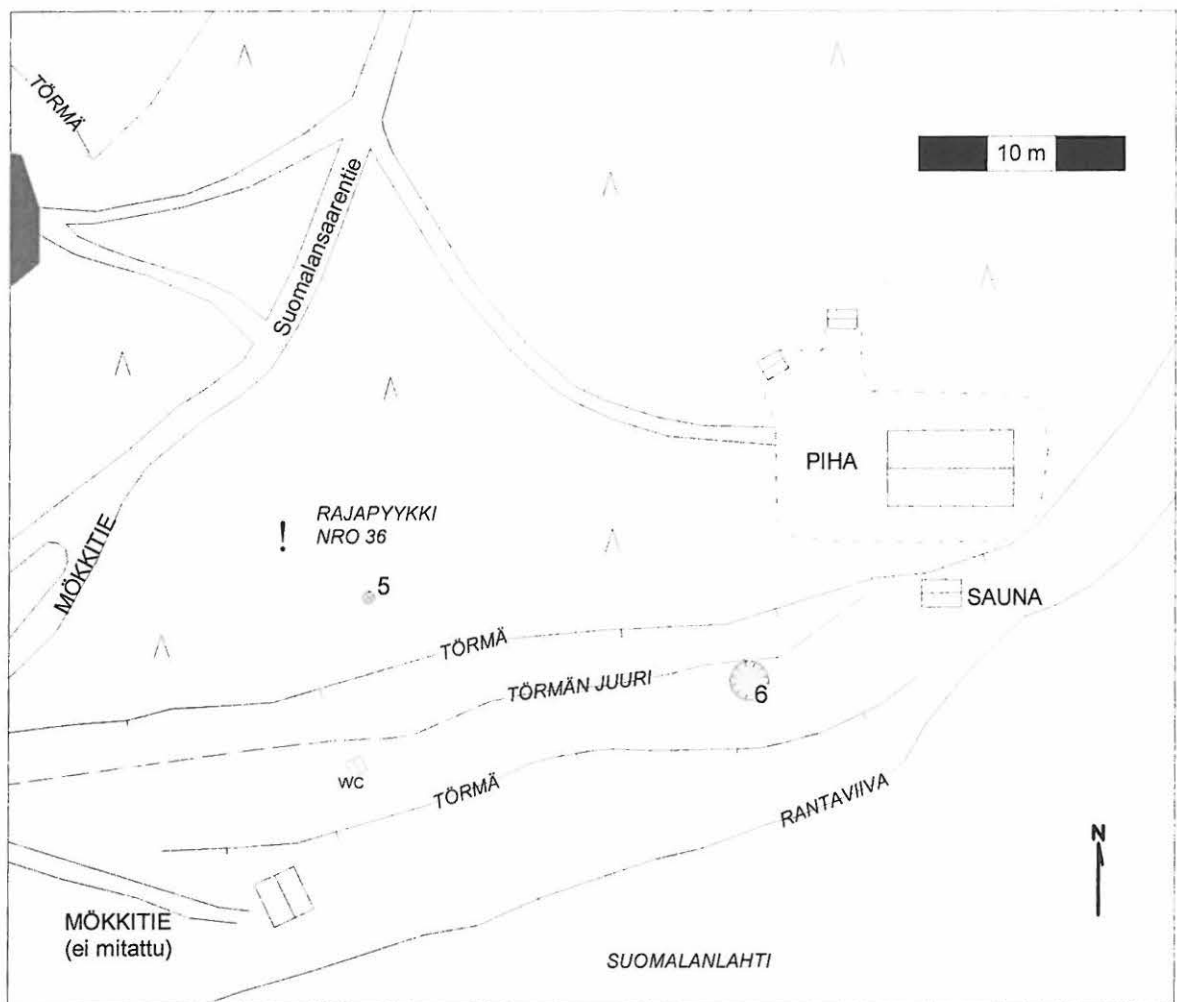 TÖRMÄ
10 m
Suomalansaarentie
PIHA
RAJAPYYKKI
NRO 36
!
MÖKKITIE
5
SAUNA
TÖRMÄ
TÖRMÄN JUURI
6
WC
TÖRMÄ
RANTAVIIVA
N
MÖKKITIE
(ei mitattu)
SUOMALANLAHTI